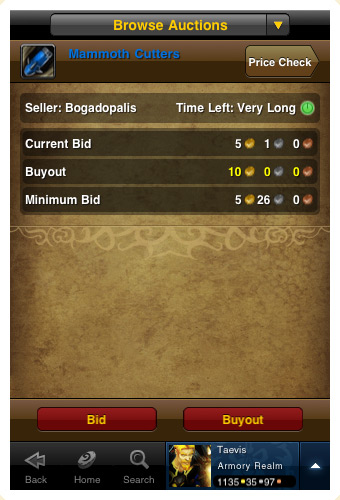 Browse Auctions
Mammoth Cutters
Price Check
Seller: Bogadopalis Time Left: Very Long
Current Bid 5 1 0
Buyout 10 0 0
Minimum Bid 5 26 0
Bid Buyout
Taevis
Armory Realm
Back Home Search 1135 35 97